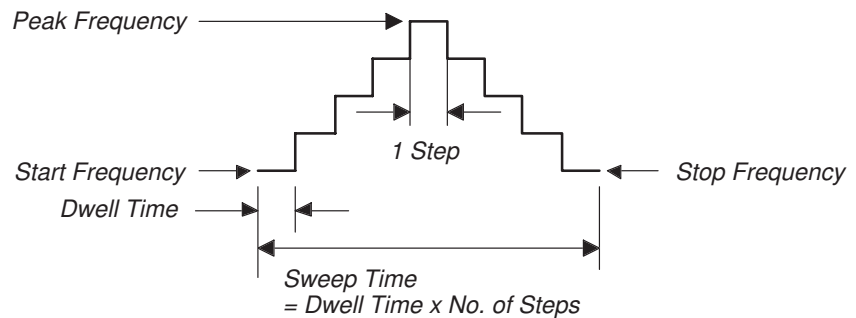 Peak Frequency
1 Step
Start Frequency
Stop Frequency
Dwell Time
Sweep Time
= Dwell Time x No. of Steps